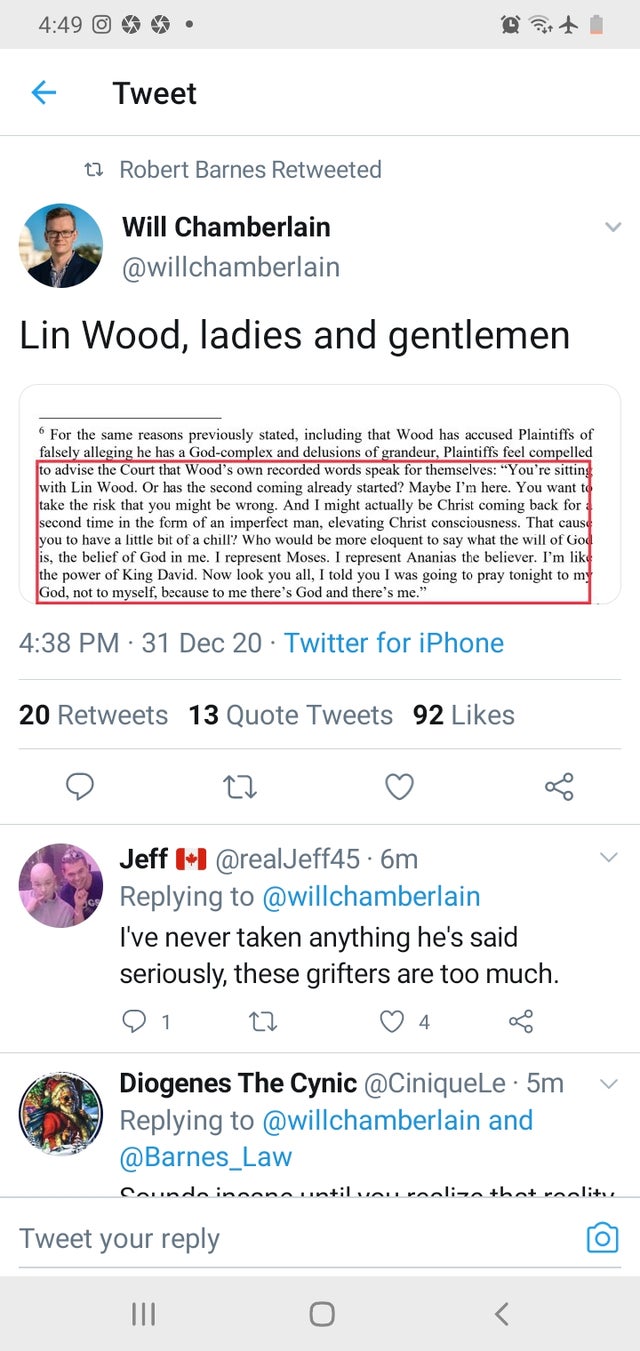 4:49
Tweet
Robert Barnes Retweeted
Will Chamberlain
@willchamberlain
Lin Wood, ladies and gentlemen
6 For the same reasons previously stated, including that Wood has accused Plaintiffs of
falsely alleging he has a God-complex and delusions of grandeur, Plaintiffs feel compelled
to advise the Court that Wood's own recorded words speak for themselves: “You're sitting
with Lin Wood. Or has the second coming already started? Maybe I'm here. You want to
take the risk that you might be wrong. And I might actually be Christ coming back for a
second time in the form of an imperfect man, elevating Christ consciousness. That cause
you to have a little bit of a chill? Who would be more eloquent to say what the will of God
is, the belief of God in me. I represent Moses. I represent Ananias the believer. I'm like
the power of King David. Now look you all, I told you I was going to pray tonight to my
God, not to myself, because to me there's God and there's me.”
4:38 PM · 31 Dec 20 · Twitter for iPhone
20 Retweets 13 Quote Tweets 92 Likes
Jeff @realJeff45 · 6m
Replying to @willchamberlain
I've never taken anything he's said
seriously, these grifters are too much.
1 4
Diogenes The Cynic @CiniqueLe · 5m
Replying to @willchamberlain and
@Barnes_Law
Sounds insane until you realize that reality
Tweet your reply